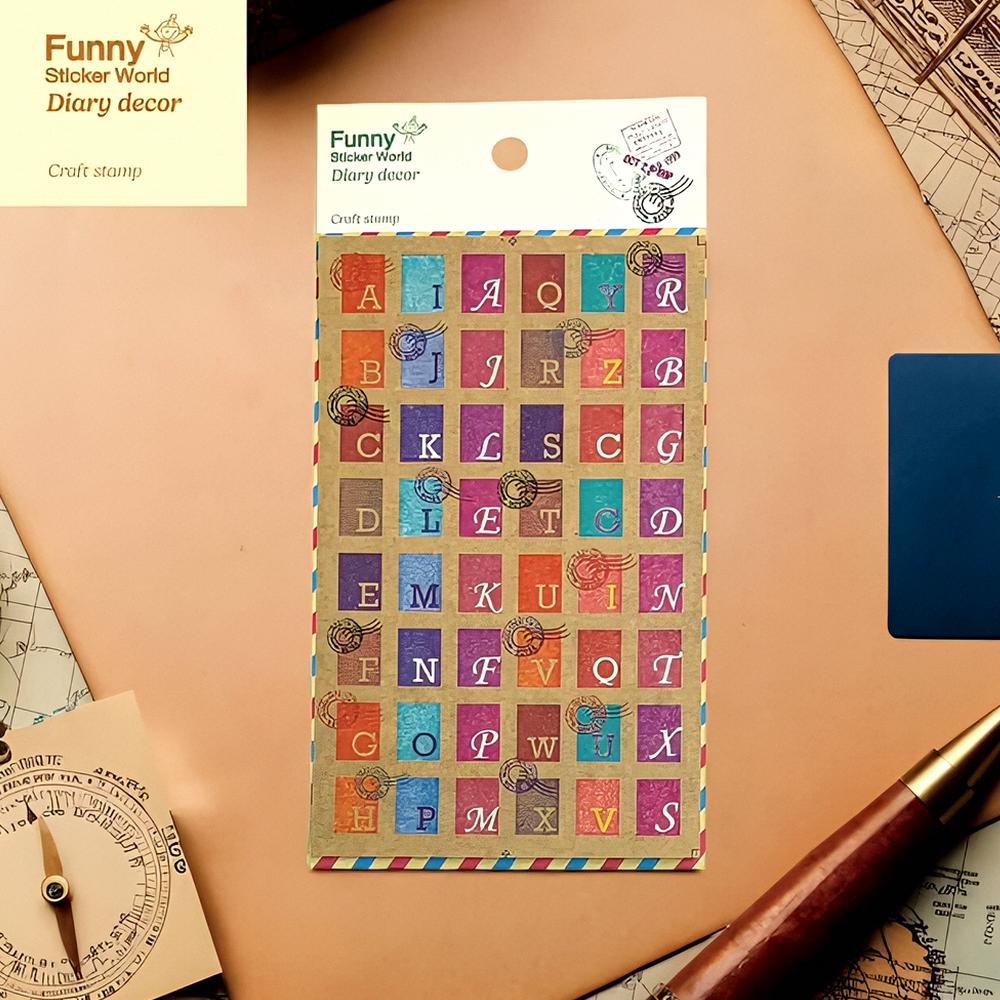 Funny
Sticker World
Diary decor
Craft stamp
Funny
Sticker World
Diary decor
Craft stamp
A I A Q Y R
B J J R Z B
C K L S C G
D L E T C D
E M K U I N
F N F V Q T
G O P W U X
H P M X V S